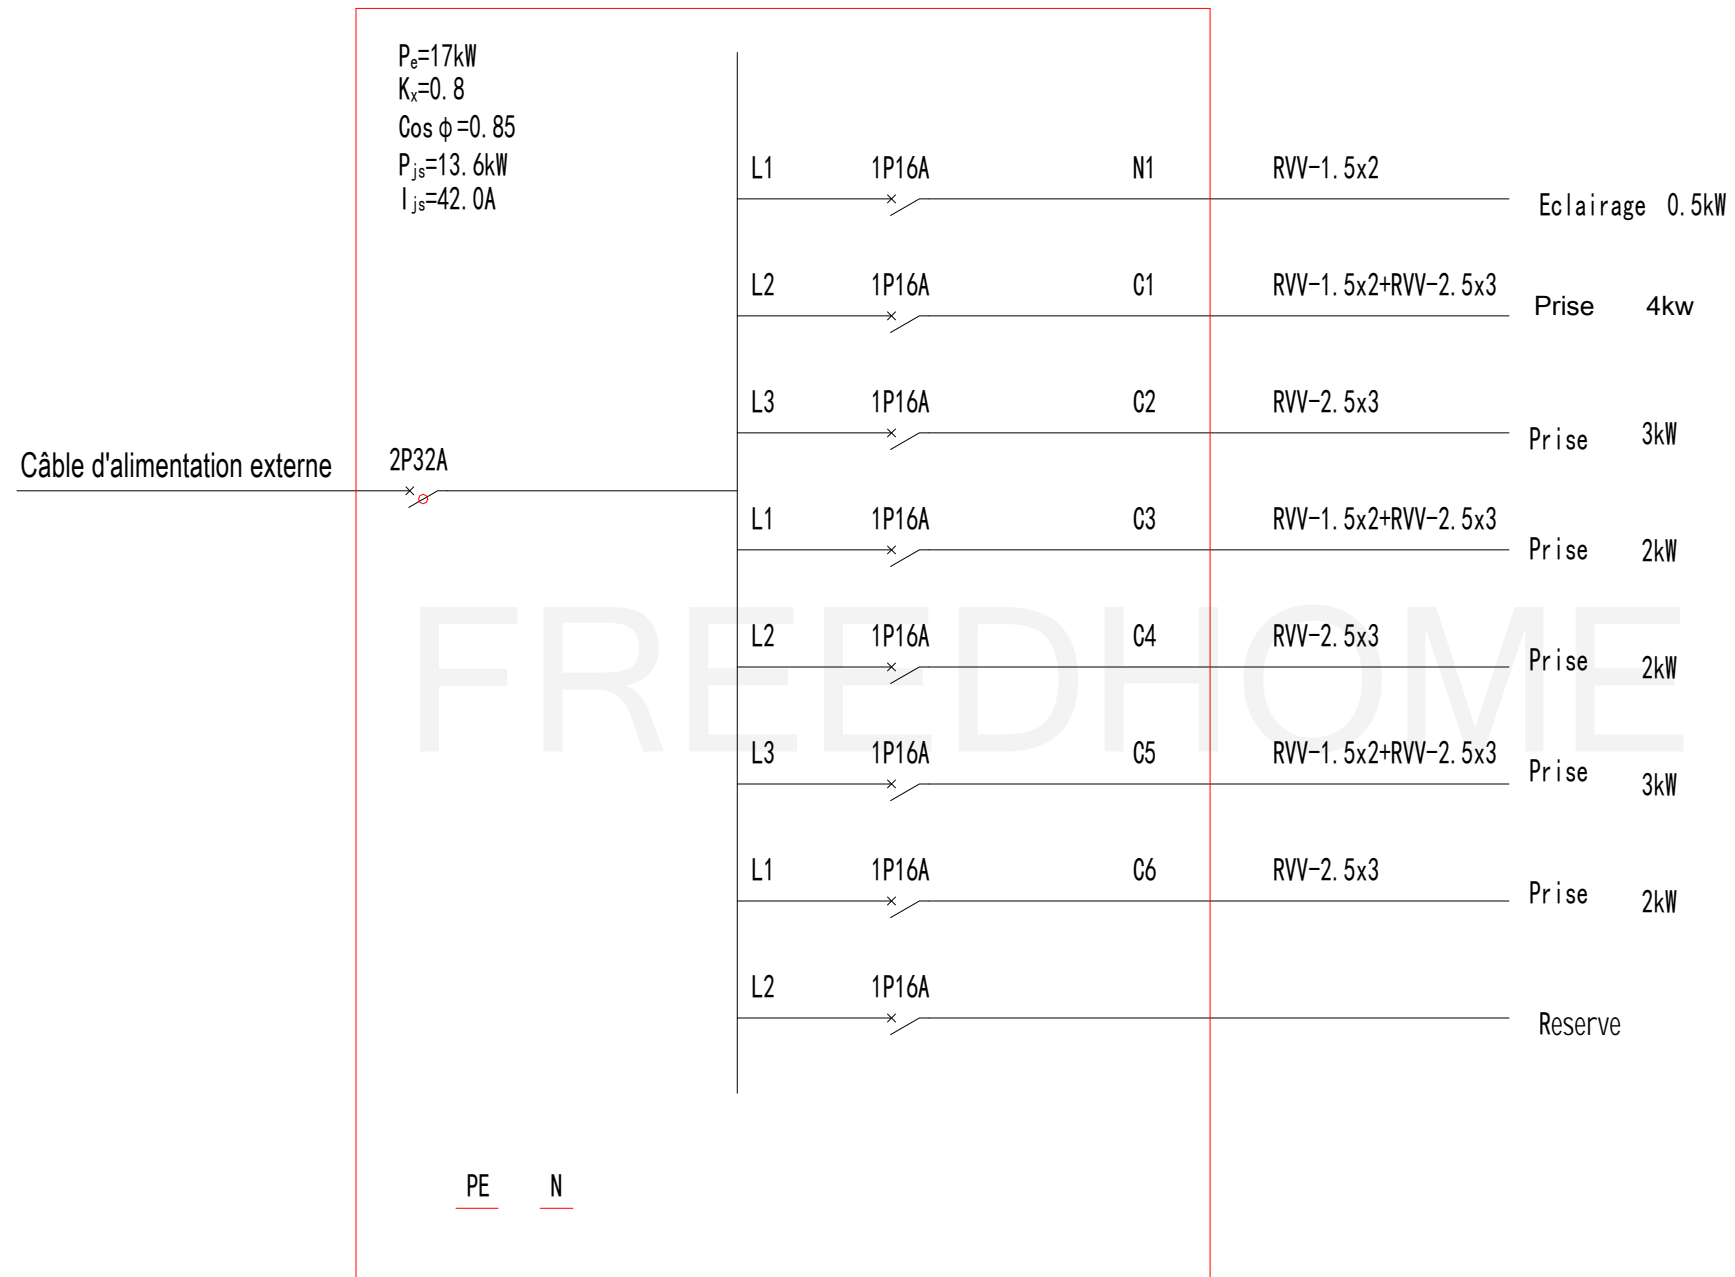 Pe=17kW
Kx=0.8
Cosφ=0.85
Pjs=13.6kW
Ijs=42.0A
L1 1P16A N1 RVV-1.5x2 Eclairage 0.5kW
L2 1P16A C1 RVV-1.5x2+RVV-2.5x3 Prise 4kw
L3 1P16A C2 RVV-2.5x3 Prise 3kW
Câble d'alimentation externe 2P32A
L1 1P16A C3 RVV-1.5x2+RVV-2.5x3 Prise 2kW
L2 1P16A C4 RVV-2.5x3 Prise 2kW
FREEDHOME
L3 1P16A C5 RVV-1.5x2+RVV-2.5x3 Prise 3kW
L1 1P16A C6 RVV-2.5x3 Prise 2kW
L2 1P16A Reserve
PE N